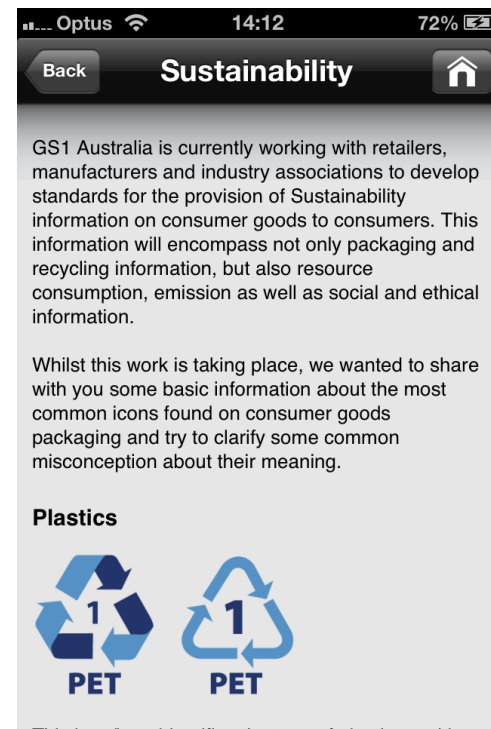 Optus 14:12 72%
Back Sustainability
GS1 Australia is currently working with retailers,
manufacturers and industry associations to develop
standards for the provision of Sustainability
information on consumer goods to consumers. This
information will encompass not only packaging and
recycling information, but also resource
consumption, emission as well as social and ethical
information.
Whilst this work is taking place, we wanted to share
with you some basic information about the most
common icons found on consumer goods
packaging and try to clarify some common
misconception about their meaning.
Plastics
1 1
PET PET